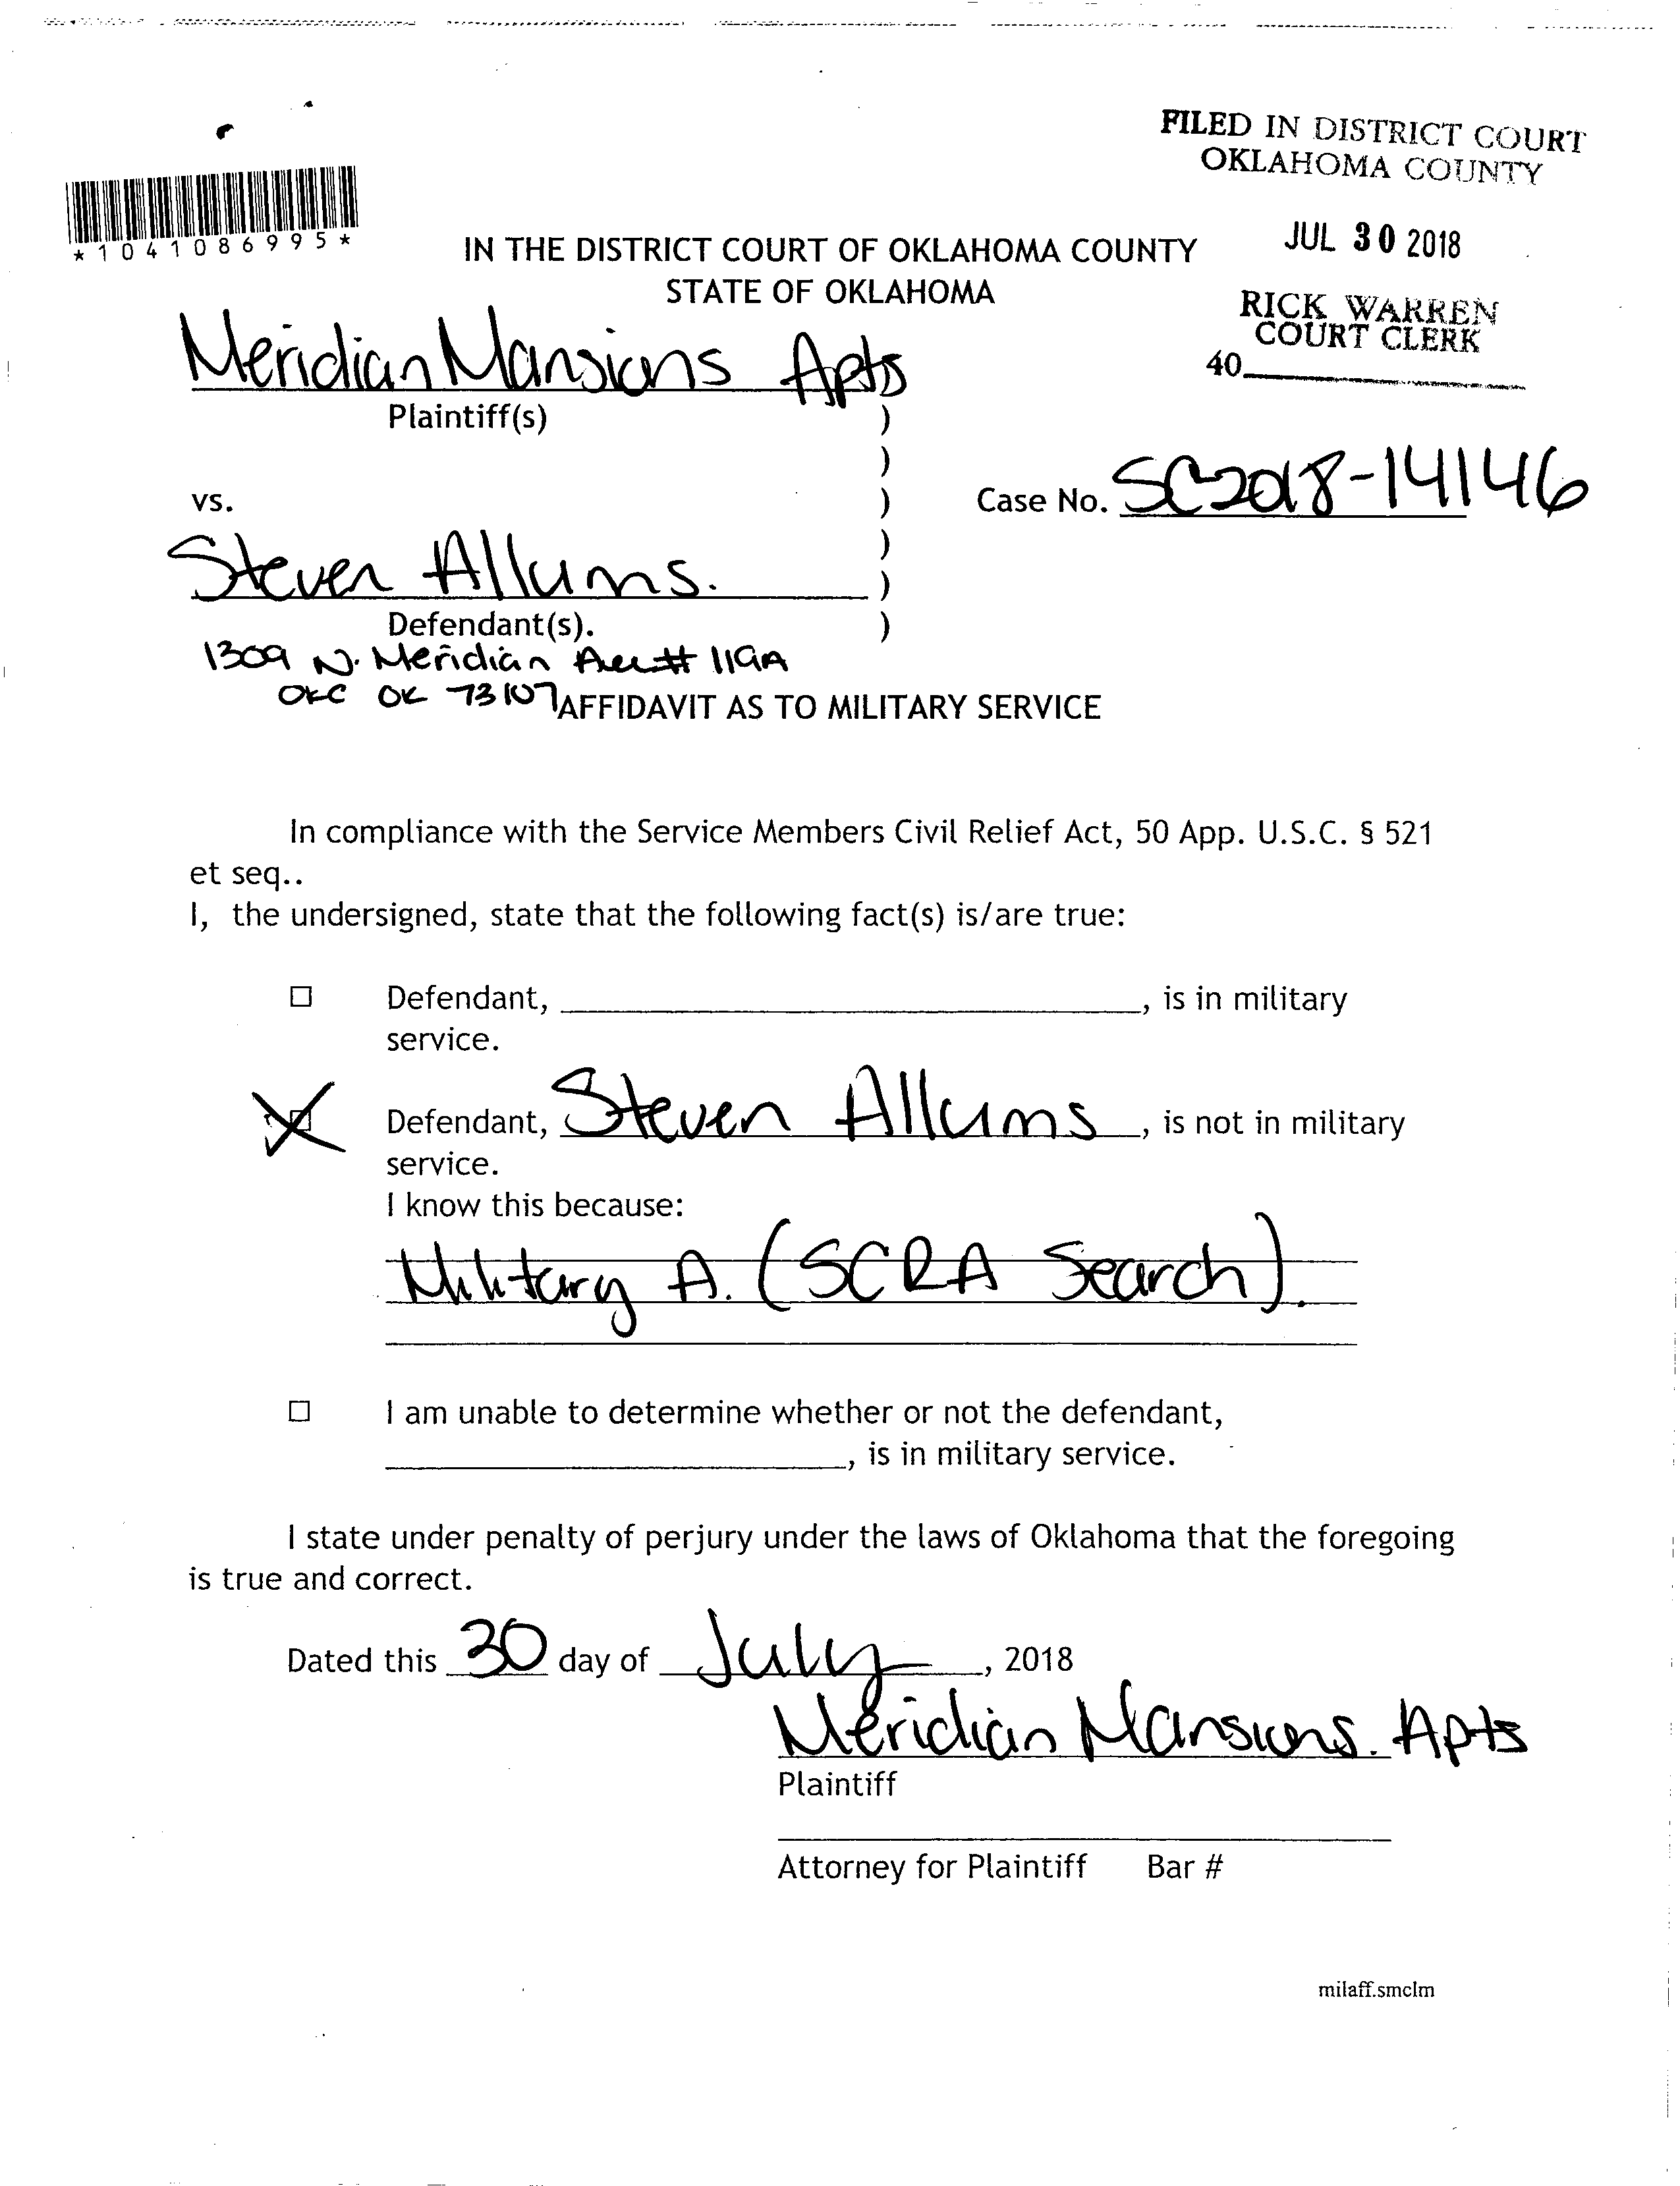 FILED IN DISTRICT COURT
OKLAHOMA COUNTY
JUL 30 2018
RICK WARREN
COURT CLERK
40
*1041086995*
IN THE DISTRICT COURT OF OKLAHOMA COUNTY
STATE OF OKLAHOMA
Meridian Mansions Apts
Plaintiff(s) )
)
vs. ) Case No. SC2018-14146
)
Steven Allums. )
Defendant(s). )
1309 N. Meridian # 119A
OKC OK 73107
AFFIDAVIT AS TO MILITARY SERVICE
In compliance with the Service Members Civil Relief Act, 50 App. U.S.C. § 521
et seq..
I, the undersigned, state that the following fact(s) is/are true:
☐ Defendant, ____________________, is in military
service.
☒ Defendant, Steven Allums, is not in military
service.
I know this because:
Military A. (SCRA Search).
☐ I am unable to determine whether or not the defendant,
____________________, is in military service.
I state under penalty of perjury under the laws of Oklahoma that the foregoing
is true and correct.
Dated this 30 day of July, 2018
Meridian Mansions. Apts
Plaintiff
Attorney for Plaintiff Bar #
milaff.smclm